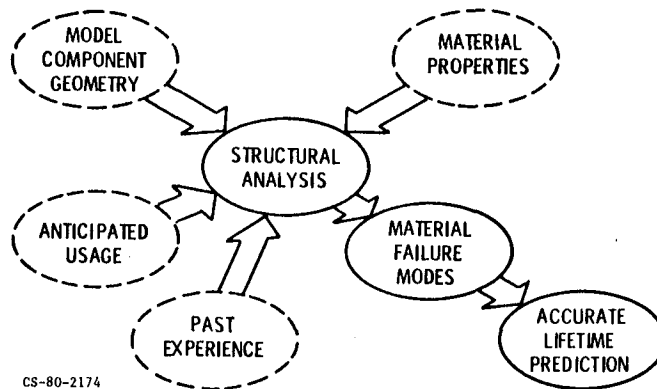 MODEL
COMPONENT
GEOMETRY
MATERIAL
PROPERTIES
STRUCTURAL
ANALYSIS
ANTICIPATED
USAGE
MATERIAL
FAILURE
MODES
PAST
EXPERIENCE
ACCURATE
LIFETIME
PREDICTION
CS-80-2174